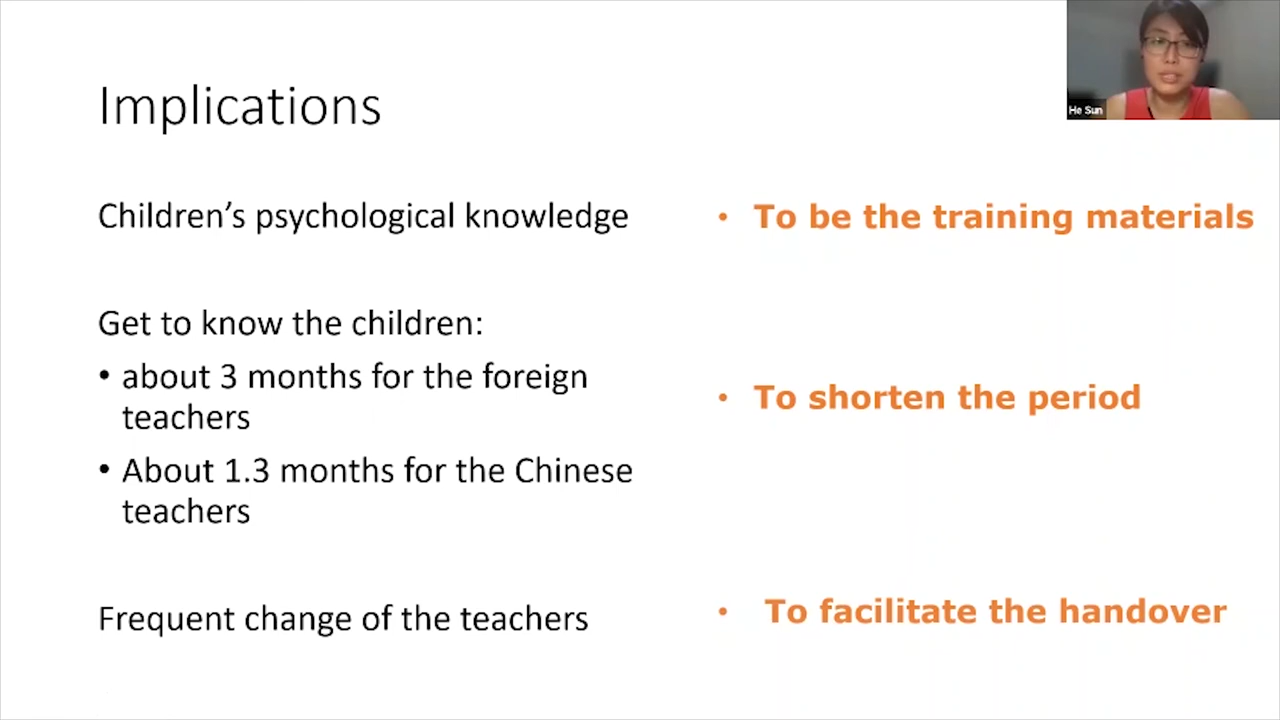 Implications
He Sun
Children’s psychological knowledge
• To be the training materials
Get to know the children:
• about 3 months for the foreign
teachers
• To shorten the period
• About 1.3 months for the Chinese
teachers
Frequent change of the teachers
• To facilitate the handover